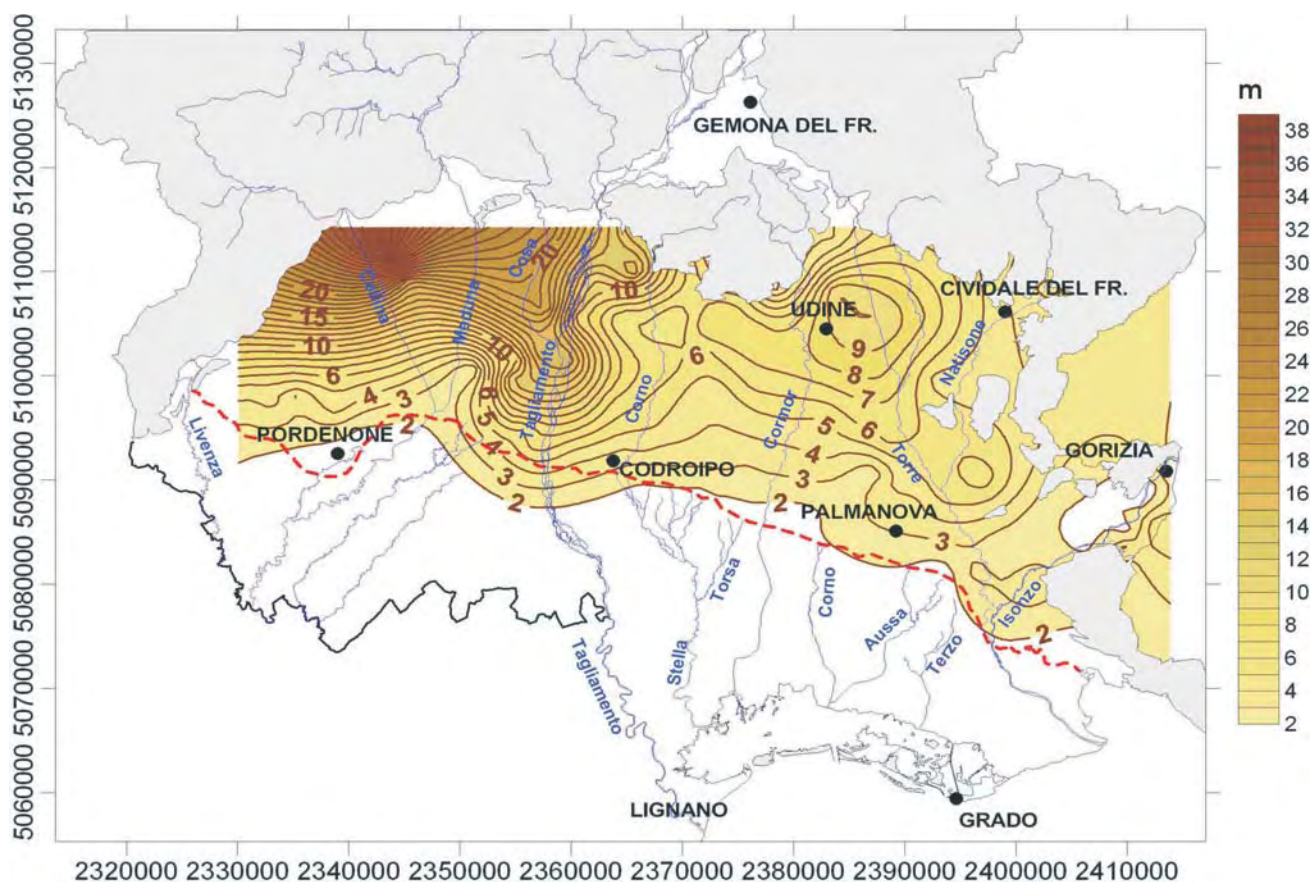 5130000
5120000
5110000
5100000
5090000
5080000
5070000
5060000
m
38
36
34
32
30
28
26
24
22
20
18
16
14
12
10
8
6
4
2
GEMONA DEL FR.
Cosa
20
Cellina
Meduna
10
20
15
10
6
4
3
2
10
8
5
4
3
2
Tagliamento
Corno
UDINE
CIVIDALE DEL FR.
Natisone
9
8
7
6
6
5
4
3
2
Cormor
Torre
GORIZIA
Livenza
PORDENONE
CODROIPO
PALMANOVA
3
Torsa
Corno
Aussa
Isonzo
2
Terzo
Stella
Tagliamento
LIGNANO
GRADO
2320000 2330000 2340000 2350000 2360000 2370000 2380000 2390000 2400000 2410000